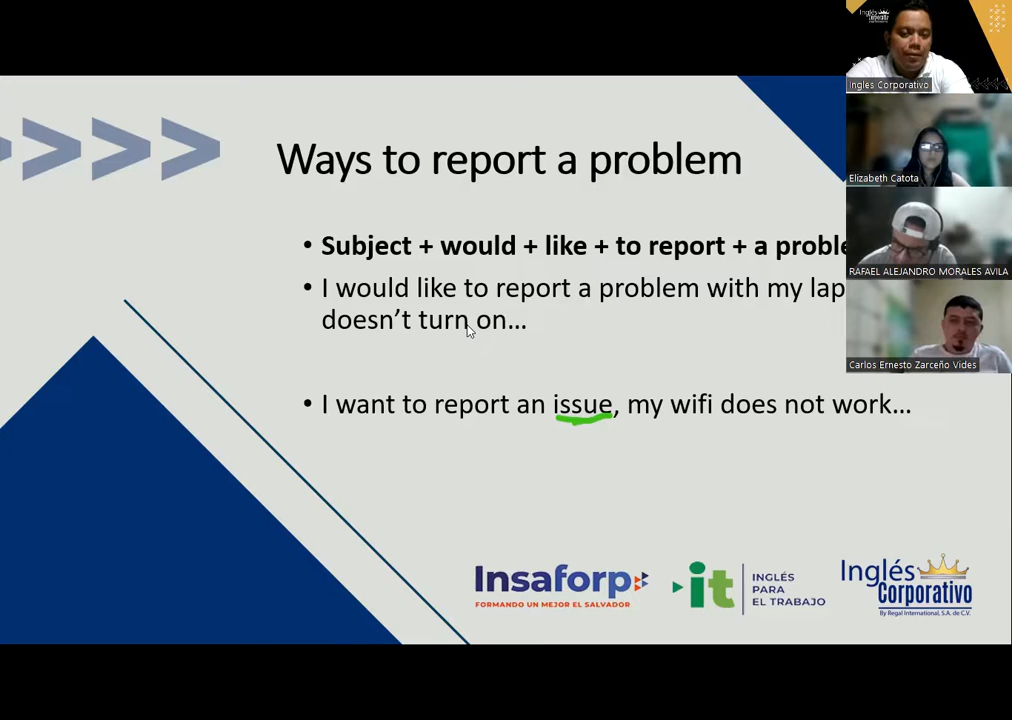 Ways to report a problem
• Subject + would + like + to report + a proble
• I would like to report a problem with my lap
doesn’t turn on…
• I want to report an issue, my wifi does not work…
Insaforp
FORMANDO UN MEJOR EL SALVADOR
it
INGLÉS
PARA
EL TRABAJO
Inglés
Corporativo
By Regal International, S.A. de C.V.
Inglés
Corporativo
Ingles Corporativo
Elizabeth Catota
RAFAEL ALEJANDRO MORALES AVILA
Carlos Ernesto Zarceño Vides